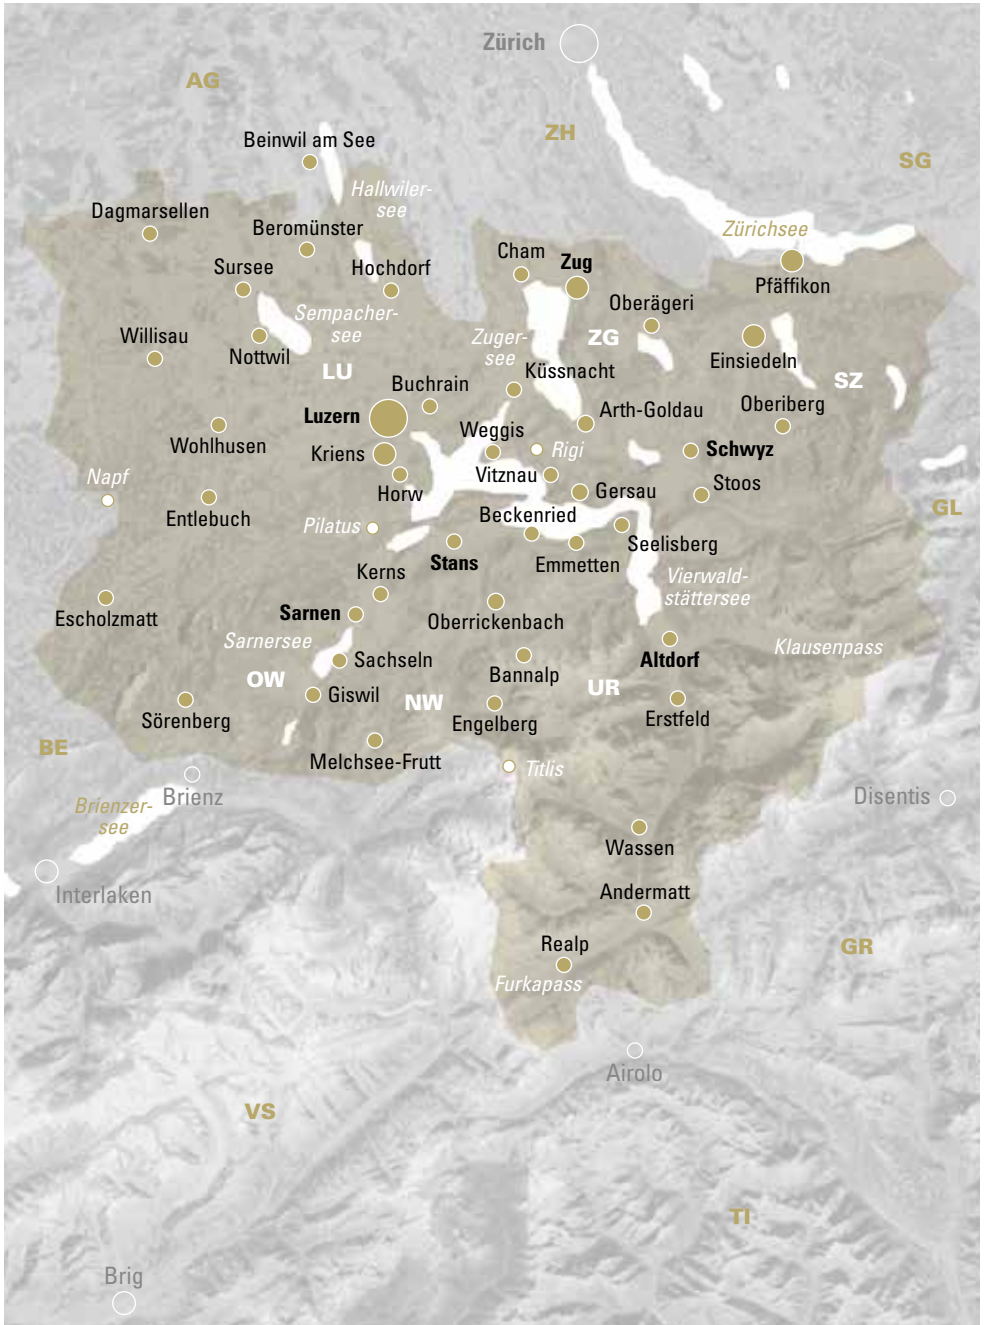 Zürich
AG
ZH
Beinwil am See
SG
Hallwiler-
see
Dagmarsellen
Beromünster
Zürichsee
Cham
Zug
Sursee
Hochdorf
Pfäffikon
Oberägeri
Sempacher-
see
Willisau
Nottwil
Zuger-
see
ZG
Einsiedeln
LU
Küssnacht
SZ
Buchrain
Oberiberg
Luzern
Arth-Goldau
Weggis
Wohlhusen
Kriens
Rigi
Schwyz
Napf
Vitznau
Horw
Gersau
Stoos
GL
Entlebuch
Pilatus
Beckenried
Seelisberg
Stans
Emmetten
Kerns
Vierwald-
stättersee
Escholzmatt
Sarnen
Oberrickenbach
Sarnersee
Klausenpass
Sachseln
Altdorf
OW
Bannalp
UR
Giswil
NW
Sörenberg
Engelberg
Erstfeld
BE
Melchsee-Frutt
Titlis
Brienz
Disentis
Brienzer-
see
Wassen
Interlaken
Andermatt
Realp
GR
Furkapass
Airolo
VS
TI
Brig